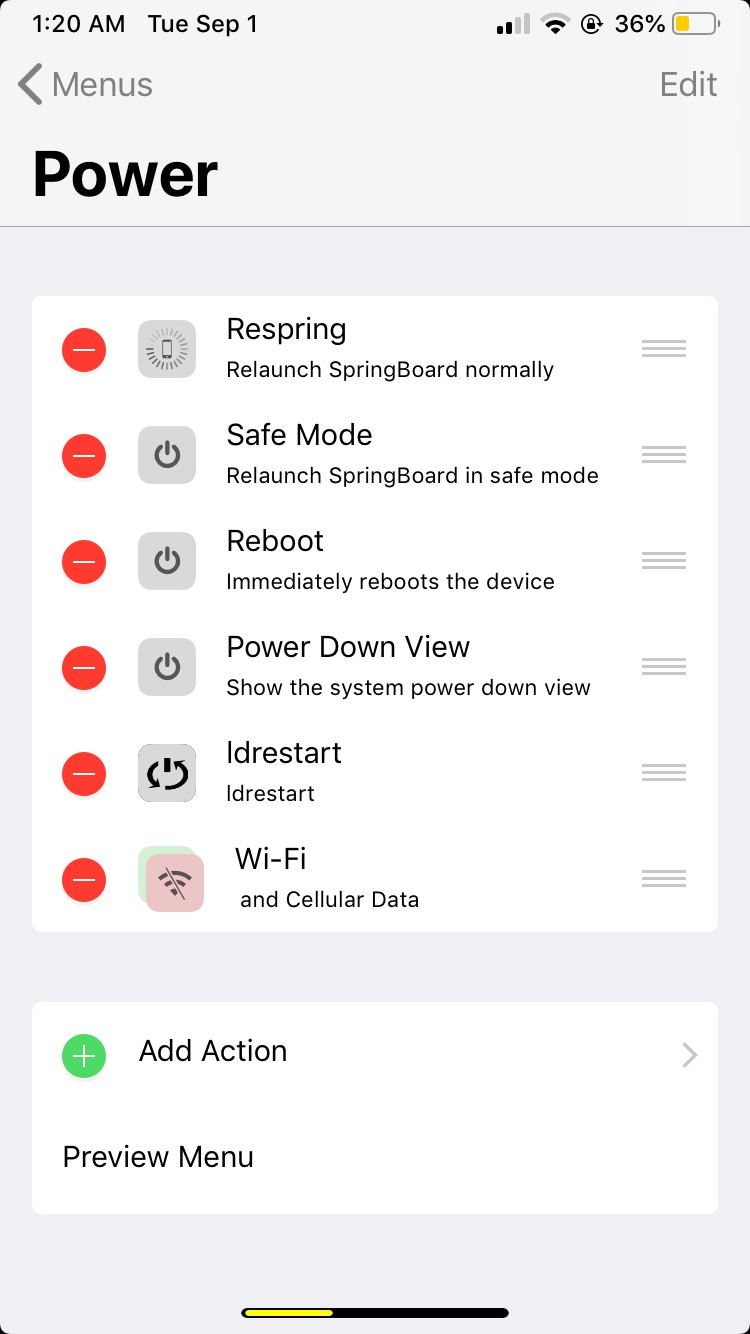 1:20 AM Tue Sep 1 36%
Menus Edit
Power
Respring
Relaunch SpringBoard normally
Safe Mode
Relaunch SpringBoard in safe mode
Reboot
Immediately reboots the device
Power Down View
Show the system power down view
ldrestart
ldrestart
Wi-Fi
and Cellular Data
Add Action
Preview Menu